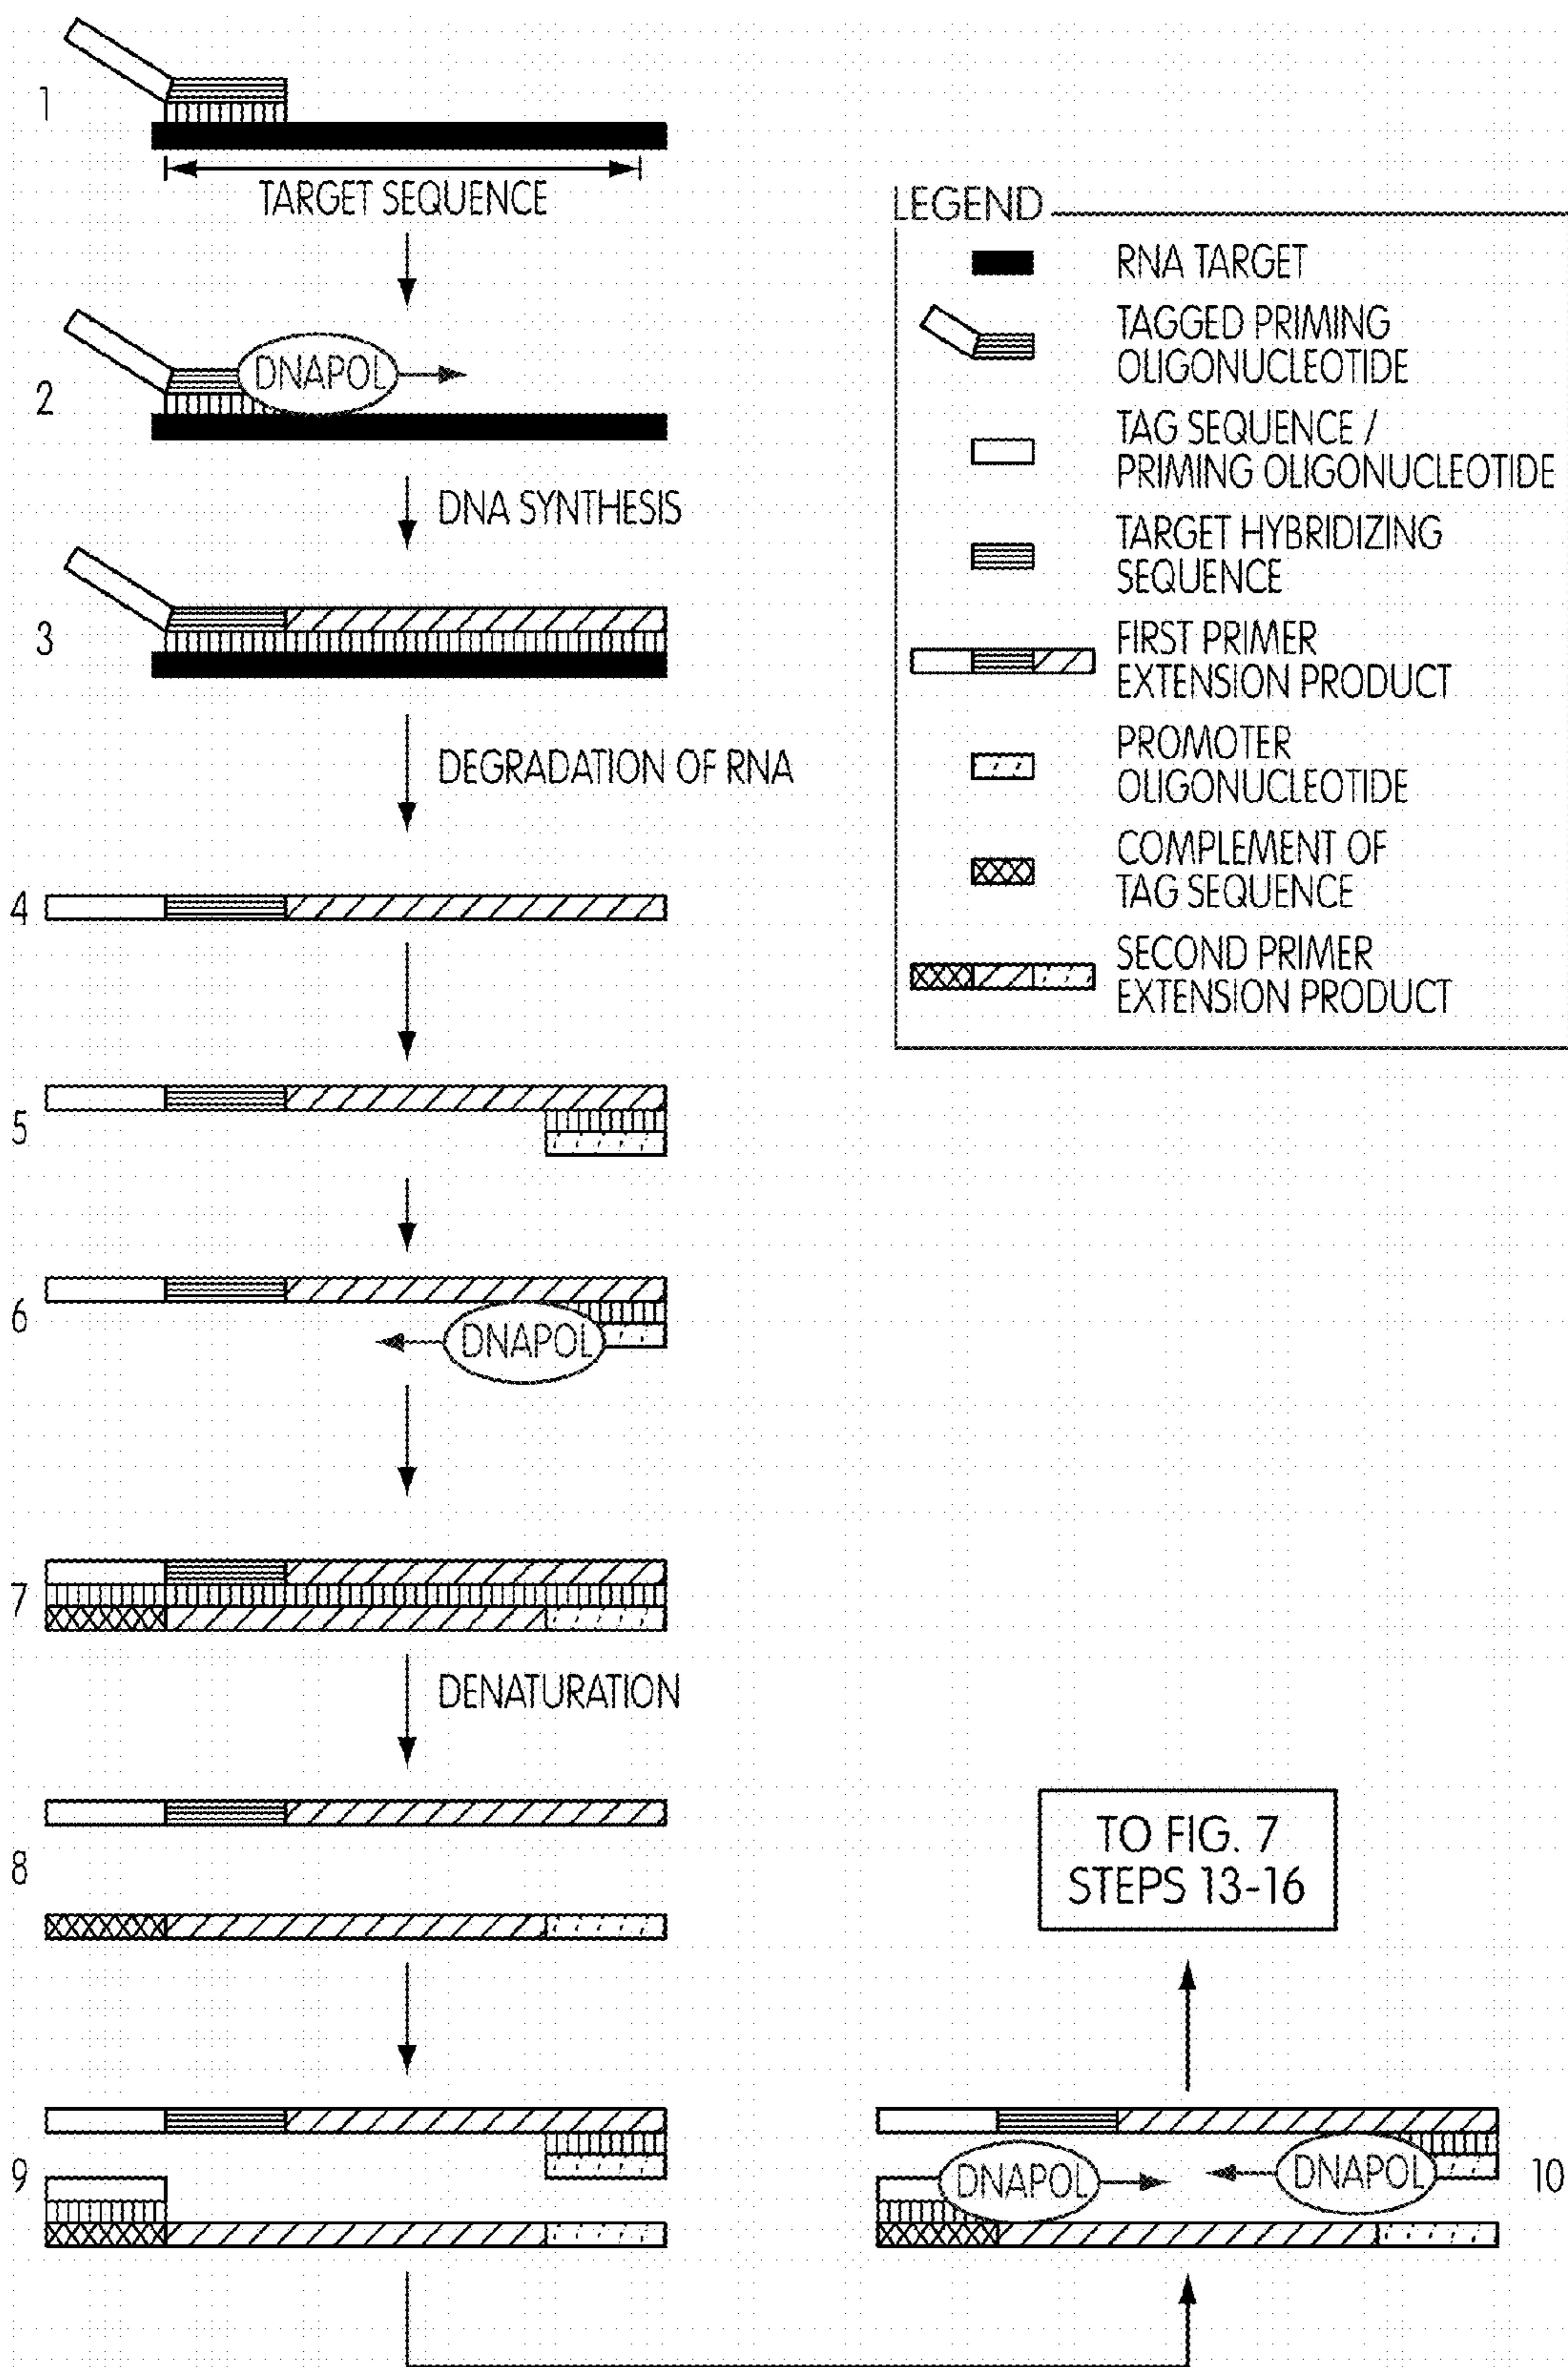 1
TARGET SEQUENCE
2
DNAPOL
DNA SYNTHESIS
3
DEGRADATION OF RNA
4
5
6
DNAPOL
7
DENATURATION
8
9
LEGEND
RNA TARGET
TAGGED PRIMING
OLIGONUCLEOTIDE
TAG SEQUENCE /
PRIMING OLIGONUCLEOTIDE
TARGET HYBRIDIZING
SEQUENCE
FIRST PRIMER
EXTENSION PRODUCT
PROMOTER
OLIGONUCLEOTIDE
COMPLEMENT OF
TAG SEQUENCE
SECOND PRIMER
EXTENSION PRODUCT
TO FIG. 7
STEPS 13-16
DNAPOL
DNAPOL
10